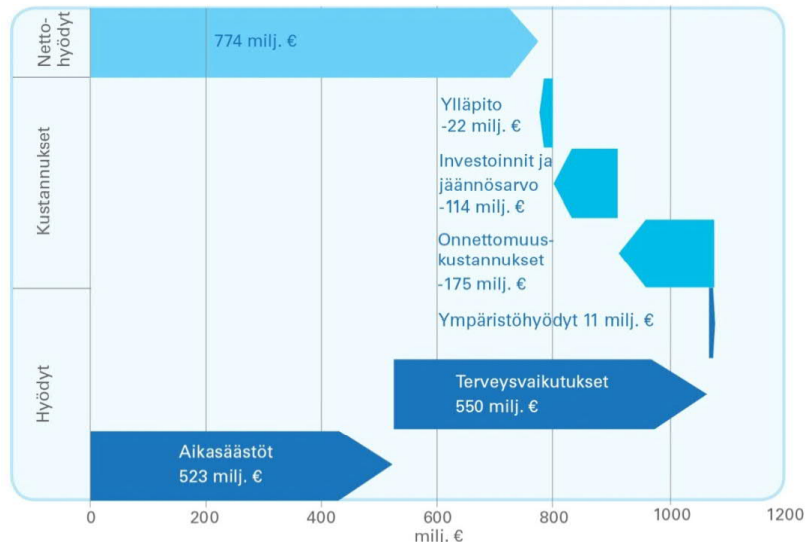 Netto-
hyödyt
774 milj. €
Kustannukset
Ylläpito
-22 milj. €
Investoinnit ja
jäännösarvo
-114 milj. €
Onnettomuus-
kustannukset
-175 milj. €
Hyödyt
Ympäristöhyödyt 11 milj. €
Terveysvaikutukset
550 milj. €
Aikasäästöt
523 milj. €
0 200 400 600 800 1000 1200
milj. €